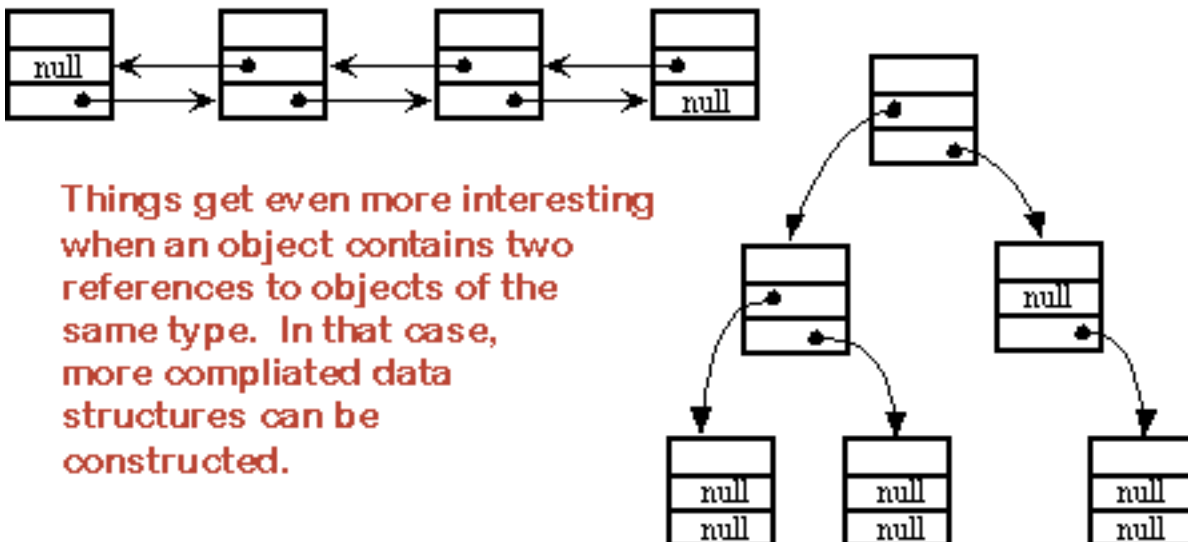 null
null
Things get even more interesting
when an object contains two
references to objects of the
same type. In that case,
more compliated data
structures can be
constructed.
null
null
null
null
null
null
null